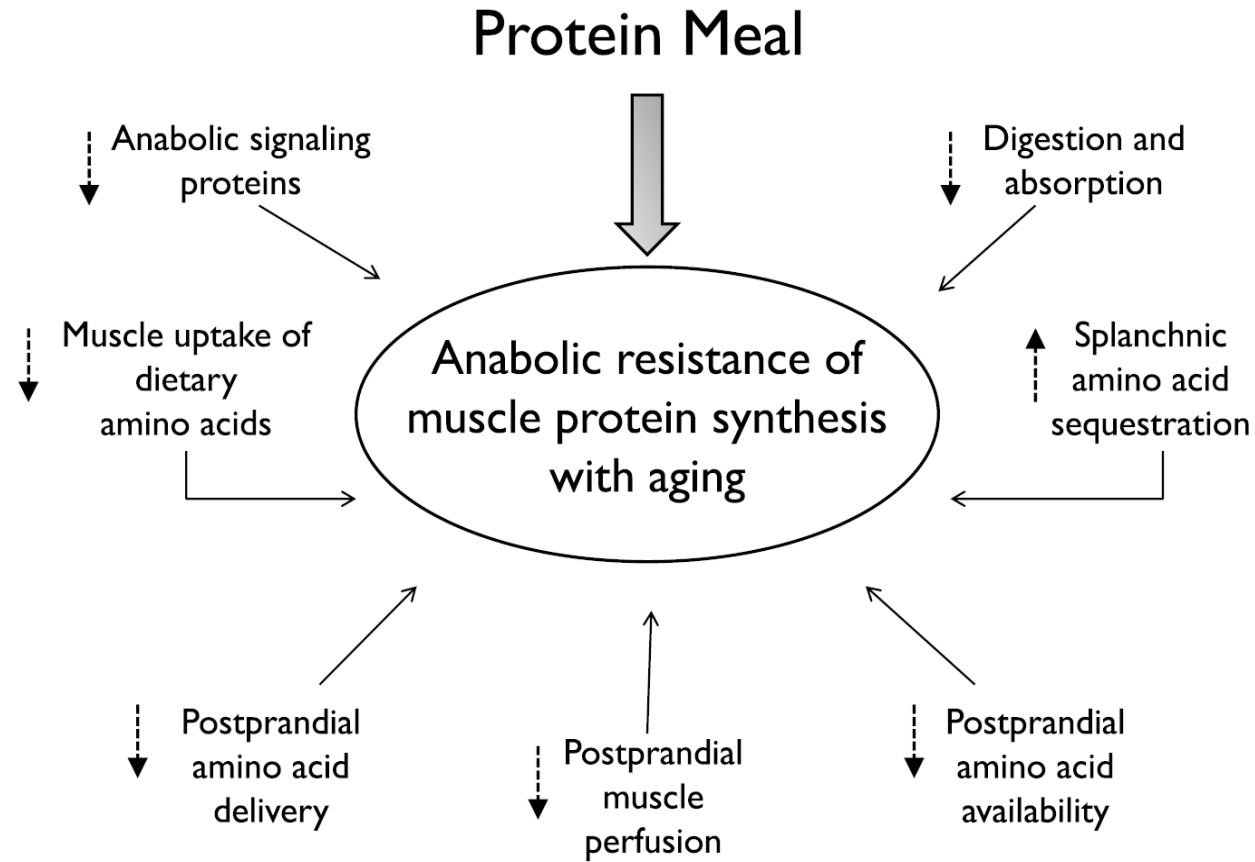 Protein Meal
Anabolic signaling
proteins
Digestion and
absorption
Muscle uptake of
dietary
amino acids
Anabolic resistance of
muscle protein synthesis
with aging
Splanchnic
amino acid
sequestration
Postprandial
amino acid
delivery
Postprandial
muscle
perfusion
Postprandial
amino acid
availability